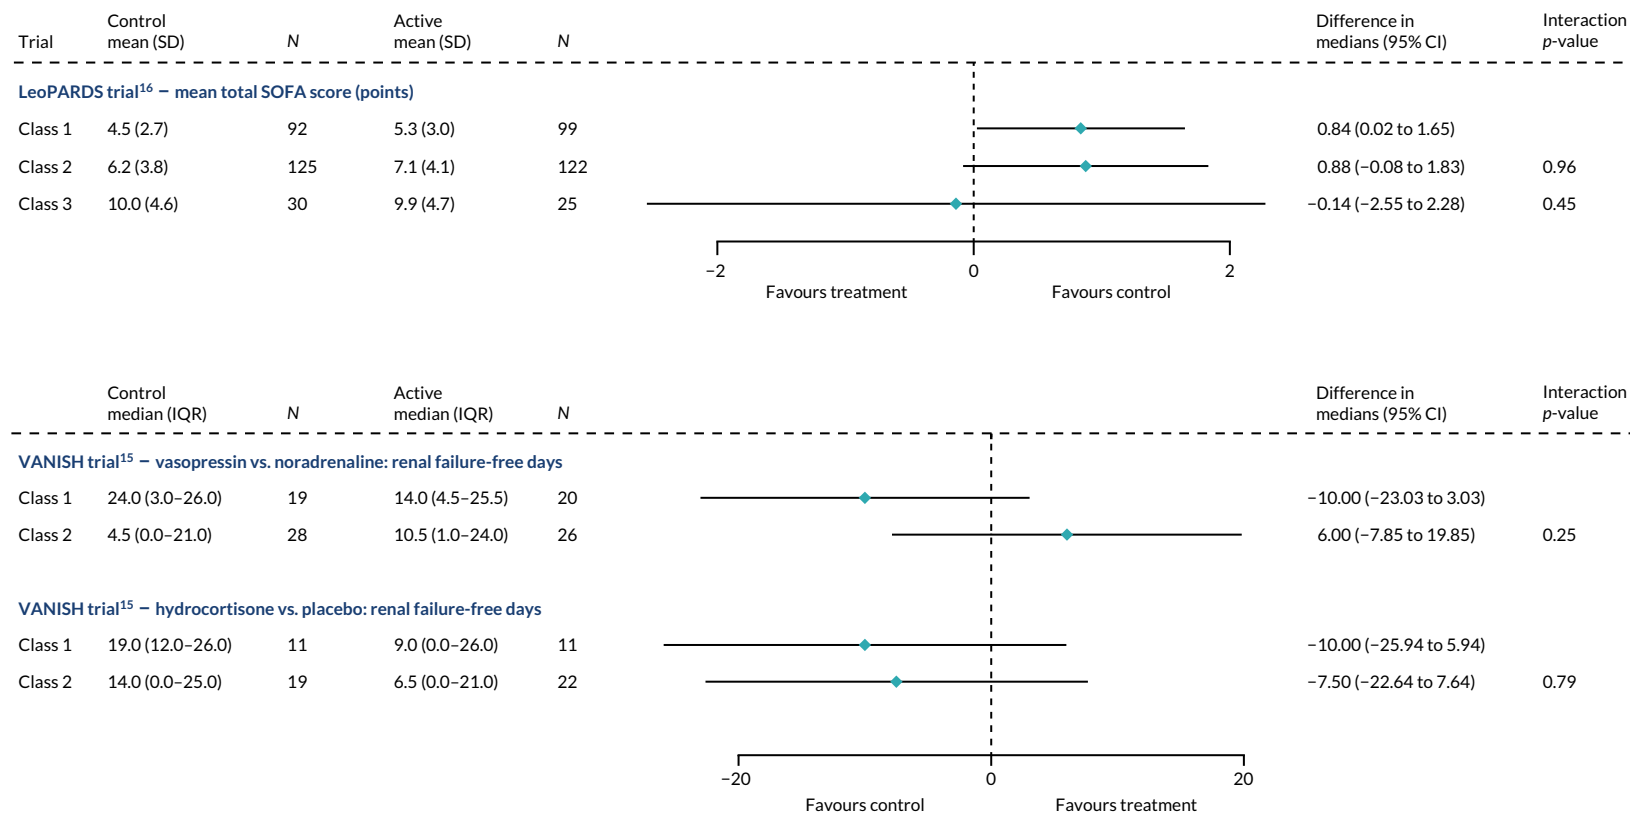 Control Active Difference in Interaction
Trial mean (SD) N mean (SD) N medians (95% CI) p-value
LeoPARDS trial16 – mean total SOFA score (points)
Class 1 4.5 (2.7) 92 5.3 (3.0) 99 0.84 (0.02 to 1.65)
Class 2 6.2 (3.8) 125 7.1 (4.1) 122 0.88 (−0.08 to 1.83) 0.96
Class 3 10.0 (4.6) 30 9.9 (4.7) 25 −0.14 (−2.55 to 2.28) 0.45
−2 0 2
Favours treatment Favours control
Control Active Difference in Interaction
median (IQR) N median (IQR) N medians (95% CI) p-value
VANISH trial15 – vasopressin vs. noradrenaline: renal failure-free days
Class 1 24.0 (3.0–26.0) 19 14.0 (4.5–25.5) 20 −10.00 (−23.03 to 3.03)
Class 2 4.5 (0.0–21.0) 28 10.5 (1.0–24.0) 26 6.00 (−7.85 to 19.85) 0.25
VANISH trial15 – hydrocortisone vs. placebo: renal failure-free days
Class 1 19.0 (12.0–26.0) 11 9.0 (0.0–26.0) 11 −10.00 (−25.94 to 5.94)
Class 2 14.0 (0.0–25.0) 19 6.5 (0.0–21.0) 22 −7.50 (−22.64 to 7.64) 0.79
−20 0 20
Favours control Favours treatment